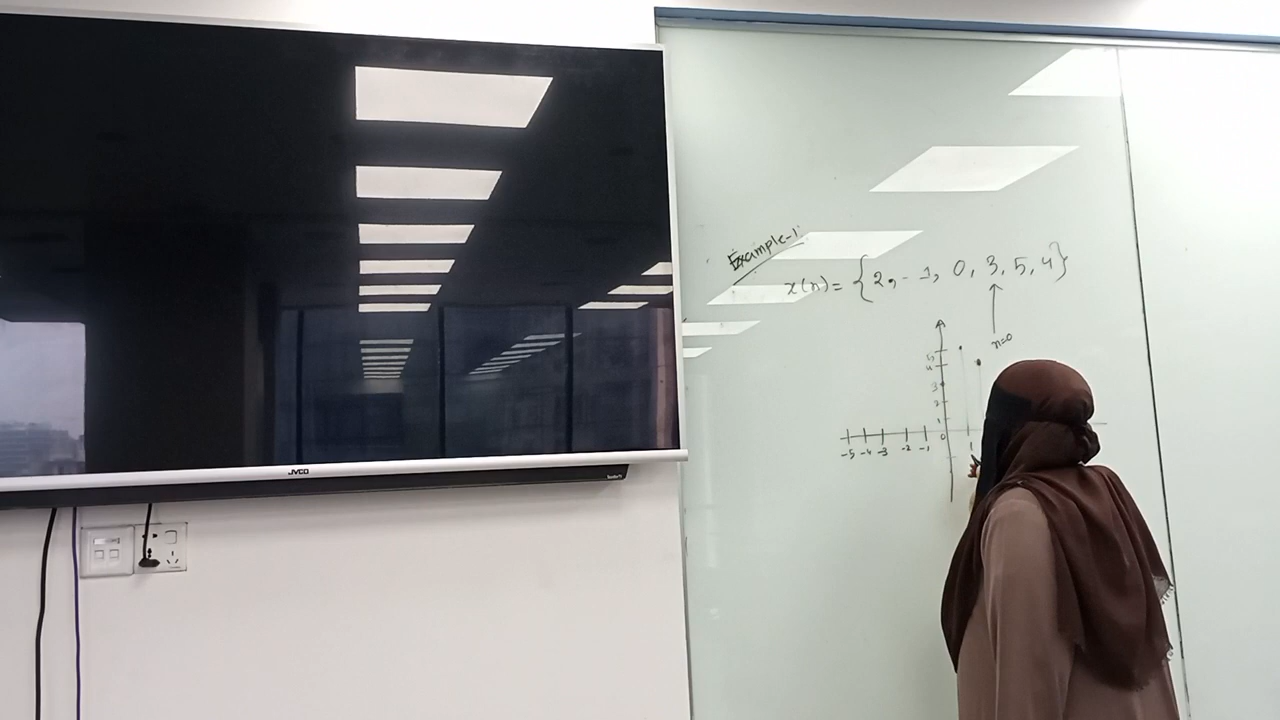 Example-1
x(n) = {2, -1, 0, 3, 5, 4}
n=0
5
4
3
2
1
-5 -4 -3 -2 -1 0 1
JVCO